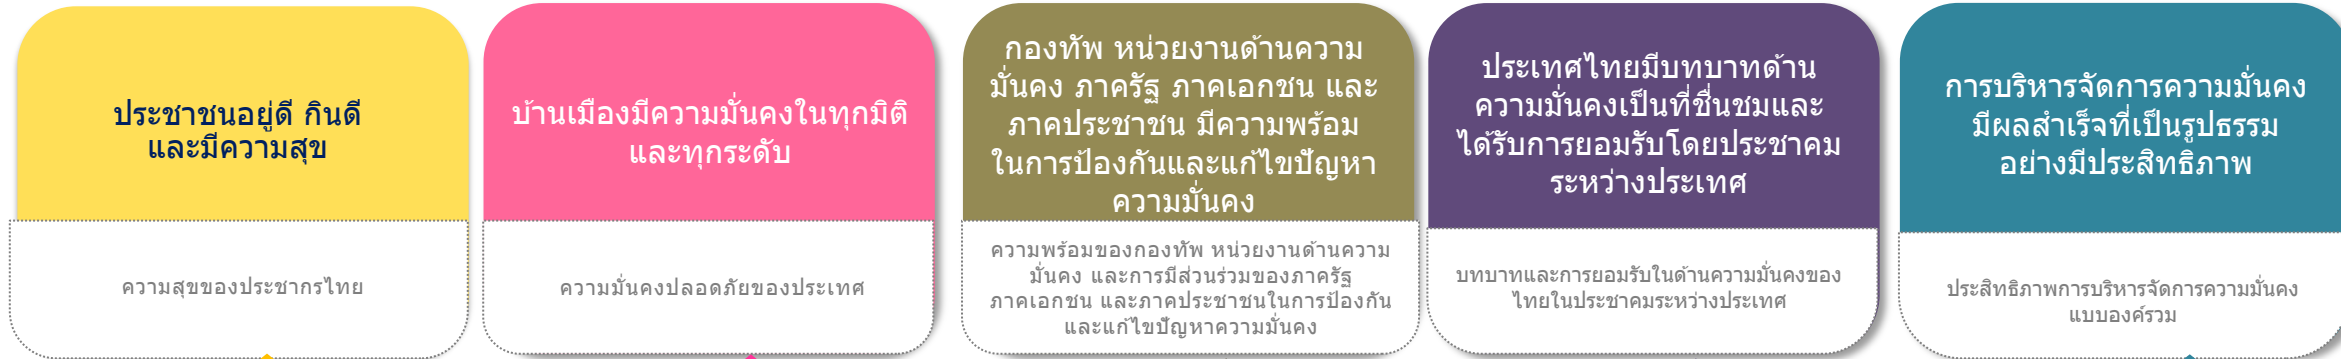 ประชาชนอยู่ดี กินดี
และมีความสุข
ความสุขของประชากรไทย
บ้านเมืองมีความมั่นคงในทุกมิติ
และทุกระดับ
ความมั่นคงปลอดภัยของประเทศ
กองทัพ หน่วยงานด้านความ
มั่นคง ภาครัฐ ภาคเอกชน และ
ภาคประชาชน มีความพร้อม
ในการป้องกันและแก้ไขปัญหา
ความมั่นคง
ความพร้อมของกองทัพ หน่วยงานด้านความ
มั่นคง และการมีส่วนร่วมของภาครัฐ
ภาคเอกชน และภาคประชาชนในการป้องกัน
และแก้ไขปัญหาความมั่นคง
ประเทศไทยมีบทบาทด้าน
ความมั่นคงเป็นที่ชื่นชมและ
ได้รับการยอมรับโดยประชาคม
ระหว่างประเทศ
บทบาทและการยอมรับในด้านความมั่นคงของ
ไทยในประชาคมระหว่างประเทศ
การบริหารจัดการความมั่นคง
มีผลสำเร็จที่เป็นรูปธรรม
อย่างมีประสิทธิภาพ
ประสิทธิภาพการบริหารจัดการความมั่นคง
แบบองค์รวม